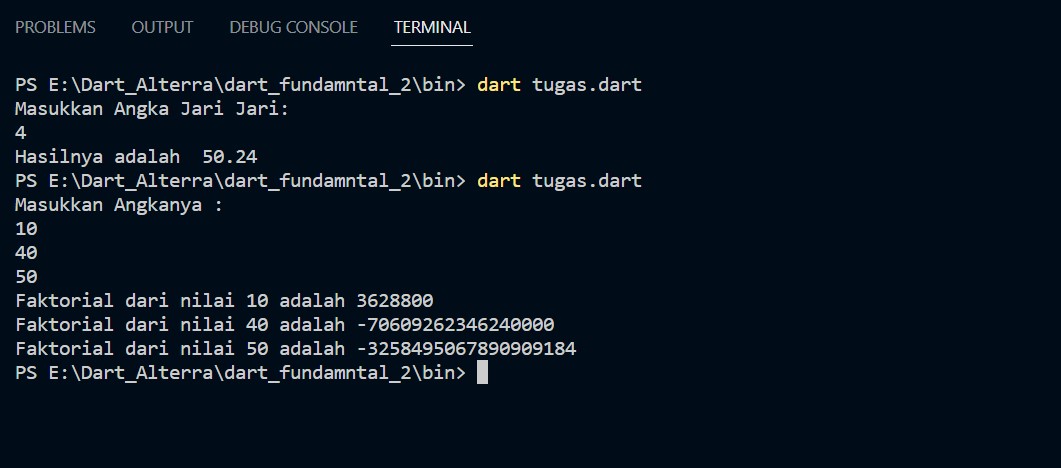 PROBLEMS OUTPUT DEBUG CONSOLE TERMINAL
PS E:\Dart_Alterra\dart_fundamntal_2\bin> dart tugas.dart
Masukkan Angka Jari Jari:
4
Hasilnya adalah  50.24
PS E:\Dart_Alterra\dart_fundamntal_2\bin> dart tugas.dart
Masukkan Angkanya :
10
40
50
Faktorial dari nilai 10 adalah 3628800
Faktorial dari nilai 40 adalah -70609262346240000
Faktorial dari nilai 50 adalah -3258495067890909184
PS E:\Dart_Alterra\dart_fundamntal_2\bin>